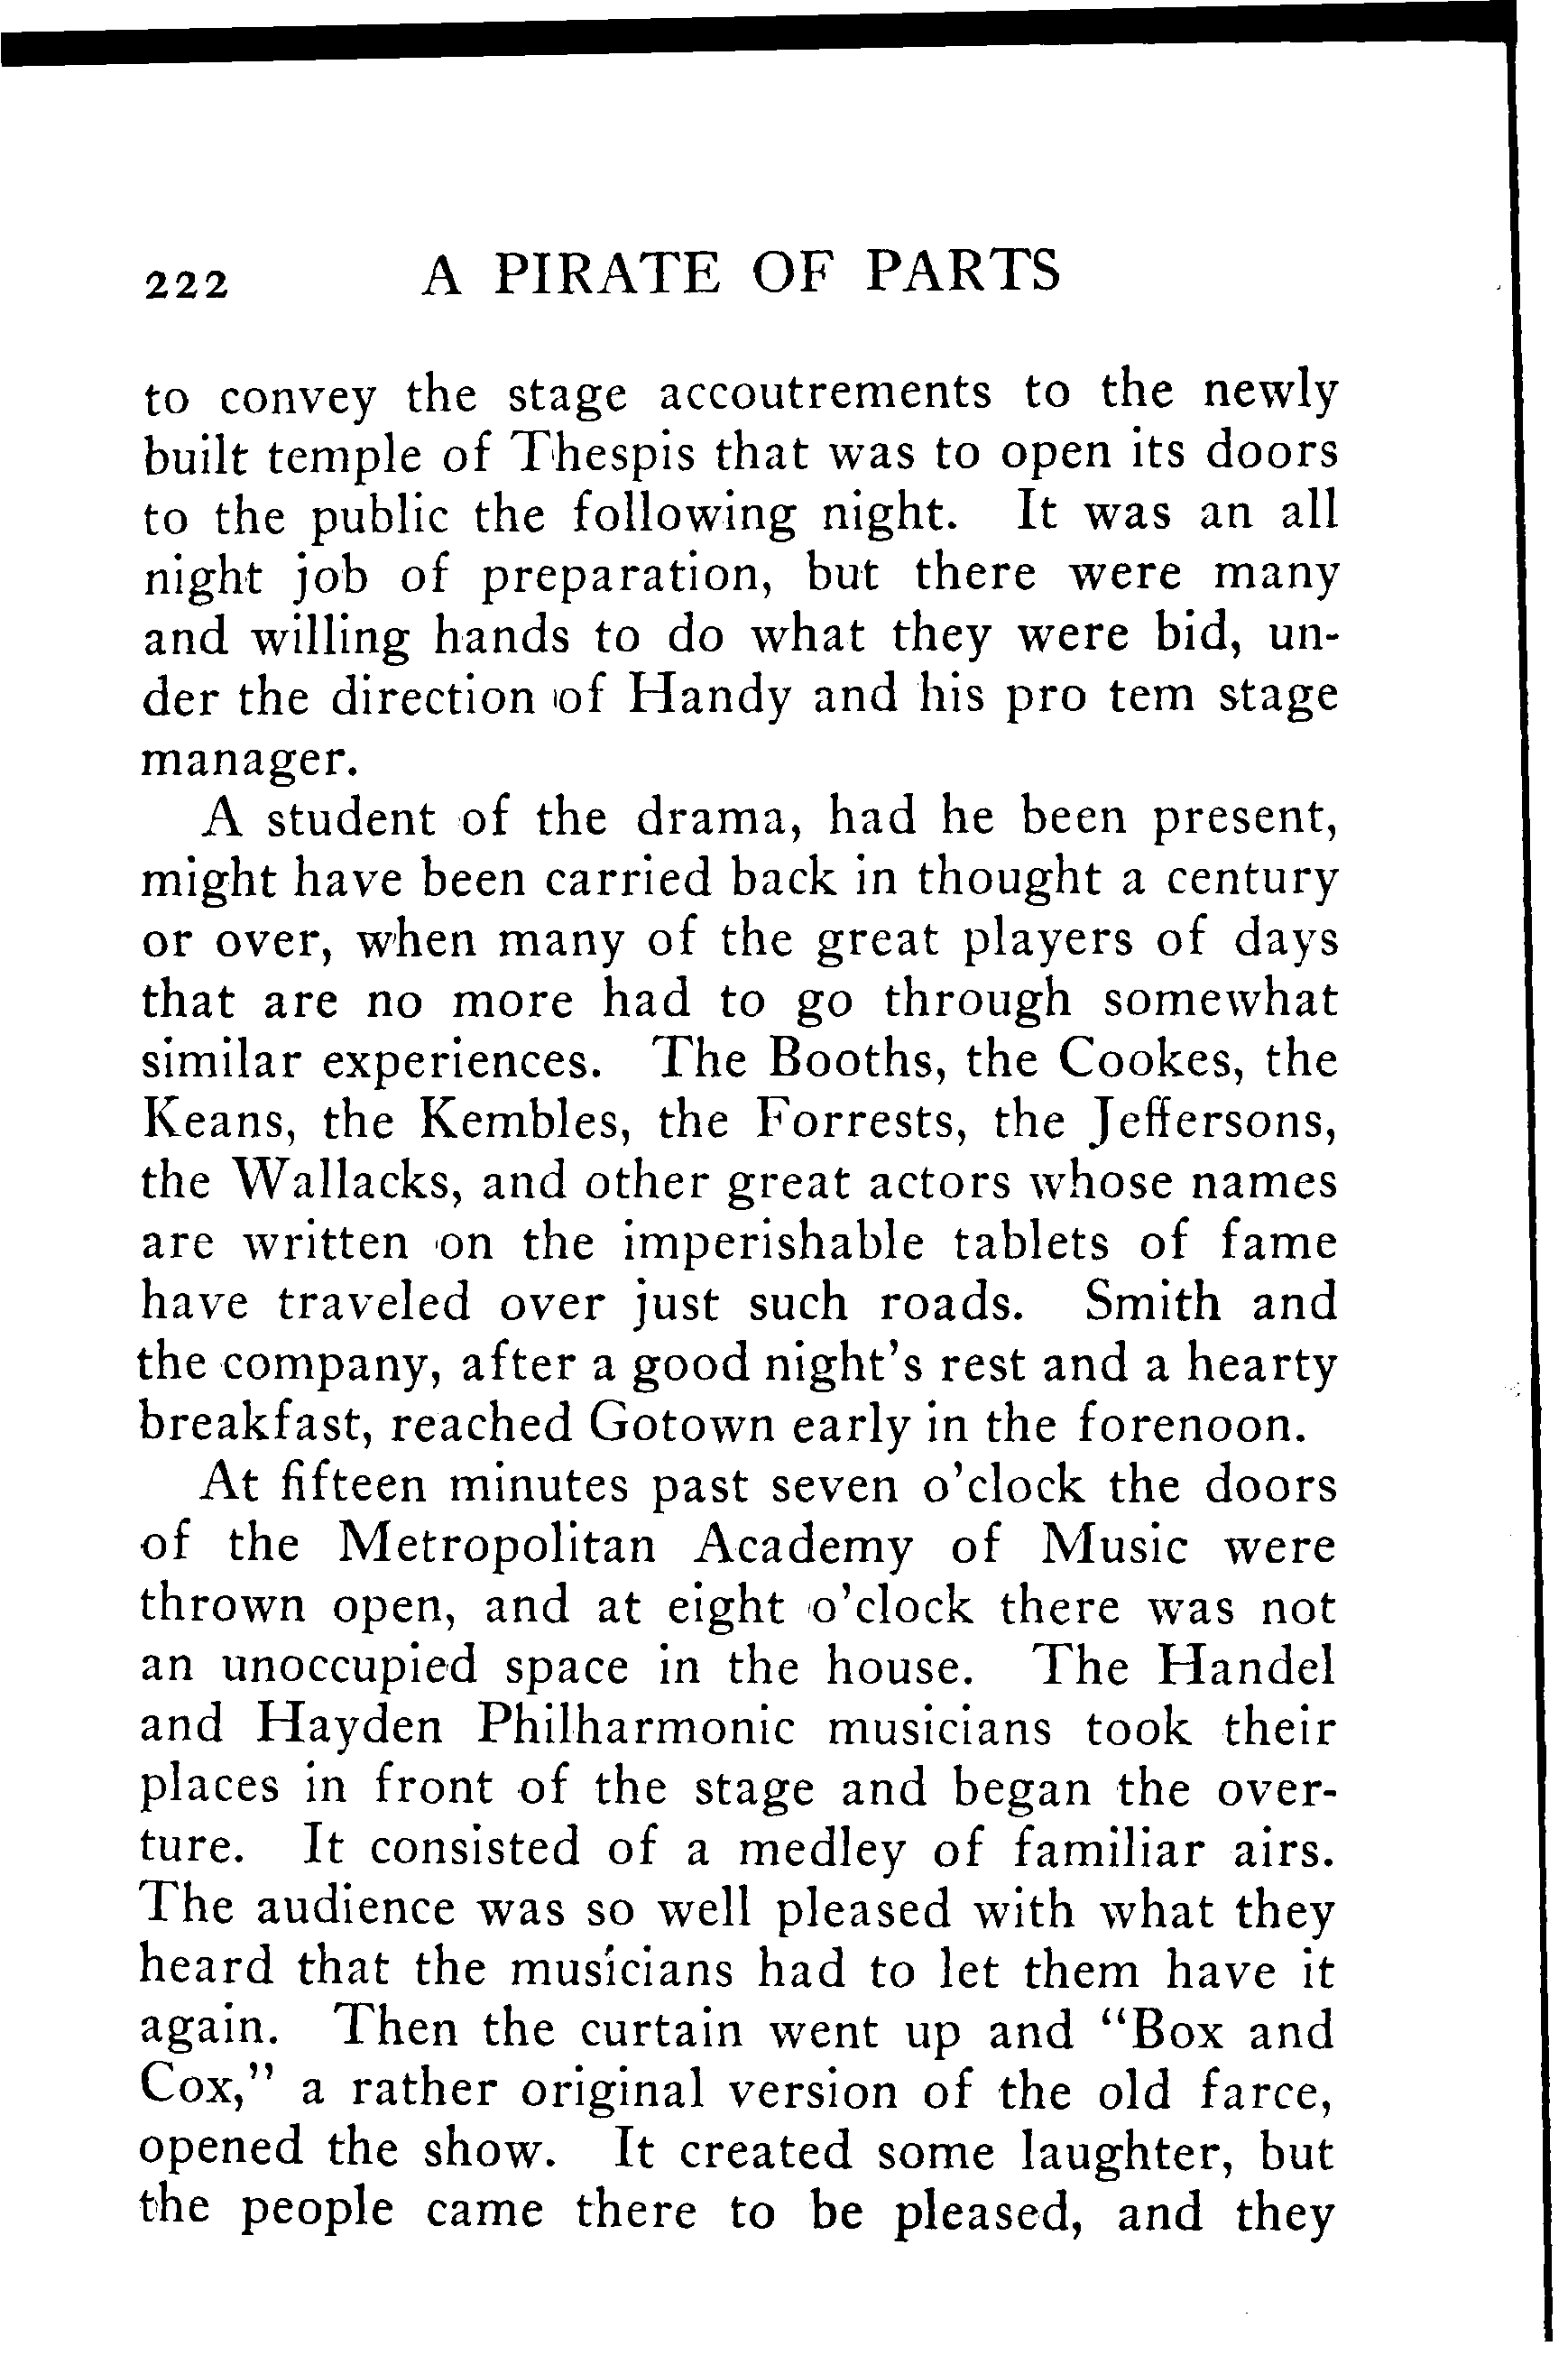 222 A PIRATE OF PARTS
to convey the stage accoutrements to the newly
built temple of Thespis that was to open its doors
to the public the following night. It was an all
night job of preparation, but there were many
and willing hands to do what they were bid, un-
der the direction of Handy and his pro tem stage
manager.
A student of the drama, had he been present,
might have been carried back in thought a century
or over, when many of the great players of days
that are no more had to go through somewhat
similar experiences. The Booths, the Cookes, the
Keans, the Kembles, the Forrests, the Jeffersons,
the Wallacks, and other great actors whose names
are written on the imperishable tablets of fame
have traveled over just such roads. Smith and
the company, after a good night's rest and a hearty
breakfast, reached Gotown early in the forenoon.
At fifteen minutes past seven o'clock the doors
of the Metropolitan Academy of Music were
thrown open, and at eight o'clock there was not
an unoccupied space in the house. The Handel
and Hayden Philharmonic musicians took their
places in front of the stage and began the over-
ture. It consisted of a medley of familiar airs.
The audience was so well pleased with what they
heard that the musicians had to let them have it
again. Then the curtain went up and "Box and
Cox," a rather original version of the old farce,
opened the show. It created some laughter, but
the people came there to be pleased, and they